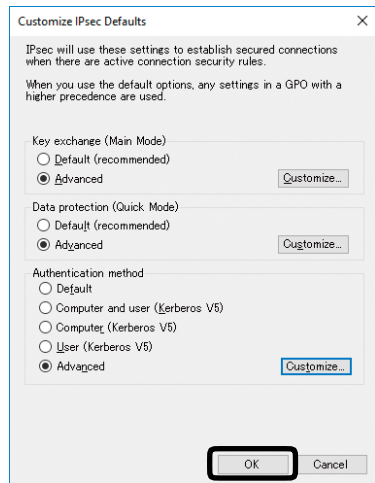 Customize IPsec Defaults
IPsec will use these settings to establish secured connections
when there are active connection security rules.
When you use the default options, any settings in a GPO with a
higher precedence are used.
Key exchange (Main Mode)
Default (recommended)
Advanced
Customize...
Data protection (Quick Mode)
Default (recommended)
Advanced
Customize...
Authentication method
Default
Computer and user (Kerberos V5)
Computer (Kerberos V5)
User (Kerberos V5)
Advanced
Customize...
OK
Cancel